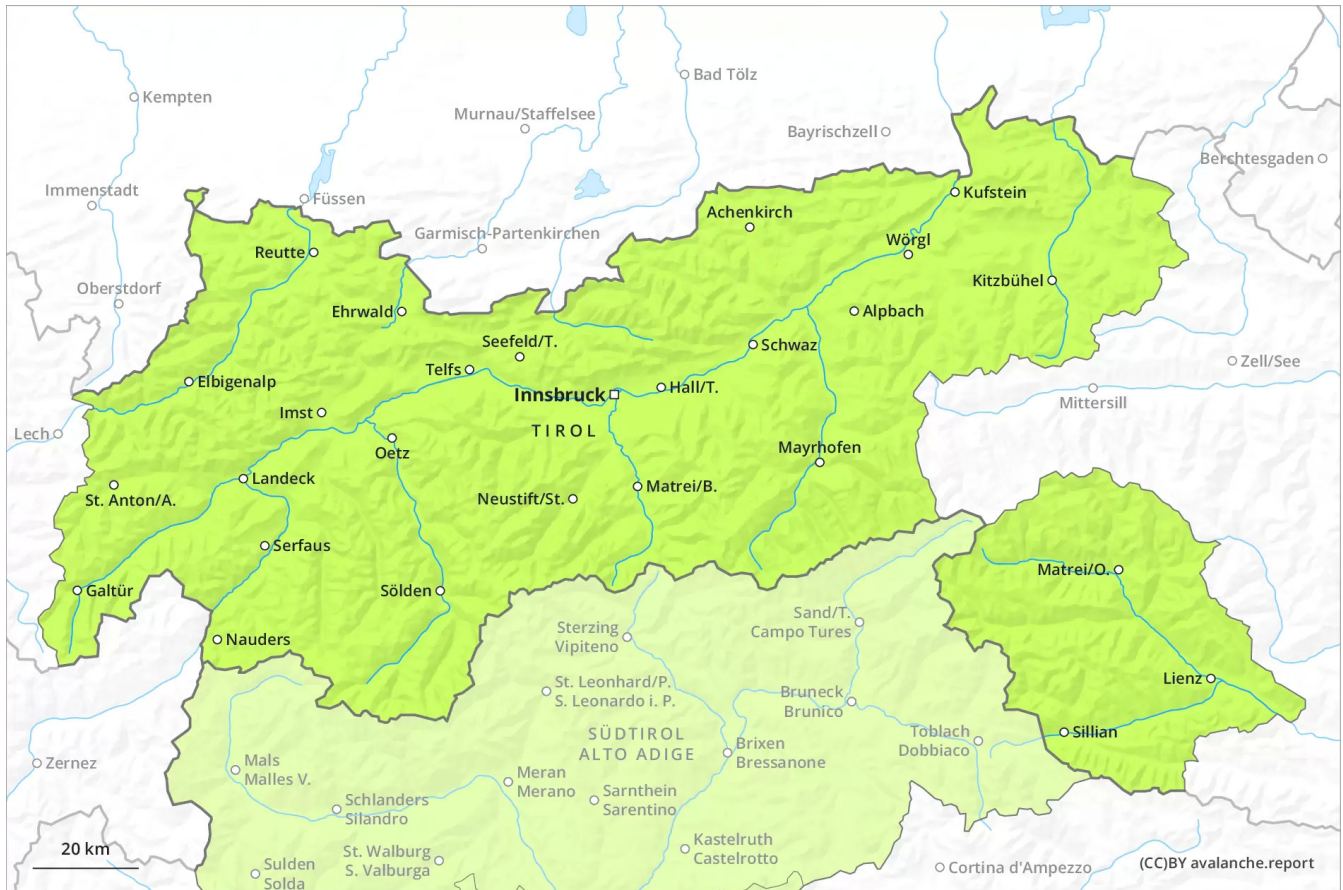 Bad Tölz
Kempten
Murnau/Staffelsee
Bayrischzell
Berchtesgaden
Immenstadt
Füssen
Kufstein
Achenkirch
Garmisch-Partenkirchen
Reutte
Wörgl
Oberstdorf
Kitzbühel
Ehrwald
Alpbach
Seefeld/T.
Schwaz
Zell/See
Telfs
Elbigenalp
Innsbruck
Hall/T.
Mittersill
Imst
TIROL
Lech
Oetz
Mayrhofen
Landeck
Matrei/B.
St. Anton/A.
Neustift/St.
Serfaus
Matrei/O.
Galtür
Sölden
Sand/T.
Campo Tures
Sterzing
Vipiteno
Nauders
Lienz
St. Leonhard/P.
S. Leonardo i. P.
Bruneck
Brunico
SÜDTIROL
ALTO ADIGE
Toblach
Dobbiaco
Sillian
Brixen
Bressanone
Zernez
Mals
Malles V.
Meran
Merano
Sarnthein
Sarentino
Schlanders
Silandro
Kastelruth
Castelrotto
20 km
St. Walburg
S. Valburga
Sulden
Solda
Cortina d'Ampezzo
(CC)BY avalanche.report